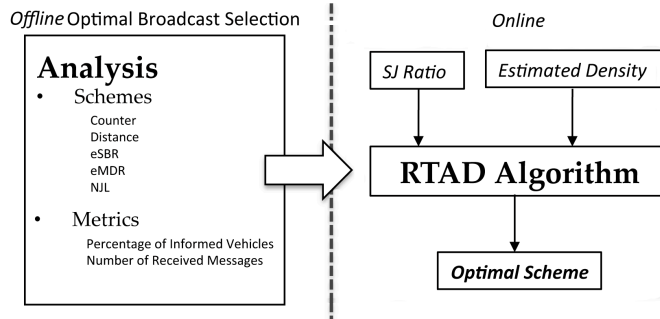 Offline Optimal Broadcast Selection
Analysis
• Schemes
Counter
Distance
eSBR
eMDR
NJL
• Metrics
Percentage of Informed Vehicles
Number of Received Messages
Online
SJ Ratio
Estimated Density
RTAD Algorithm
Optimal Scheme